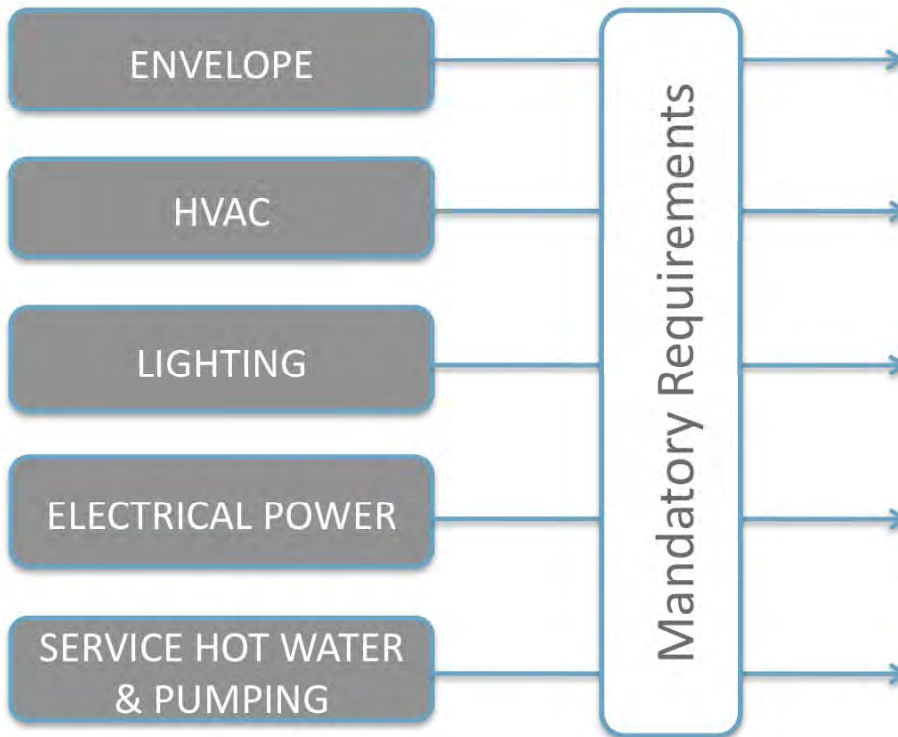 ENVELOPE
HVAC
LIGHTING
ELECTRICAL POWER
SERVICE HOT WATER
& PUMPING
Mandatory Requirements